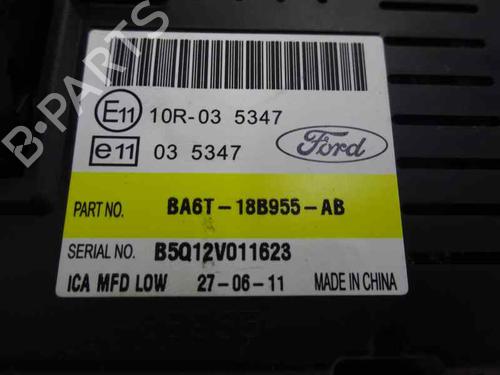 B-PARTS
E11 10R-03 5347
e11 03 5347
Ford
PART NO. BA6T-18B955-AB
SERIAL NO. B5Q12V011623
ICA MFD LOW 27-06-11 MADE IN CHINA